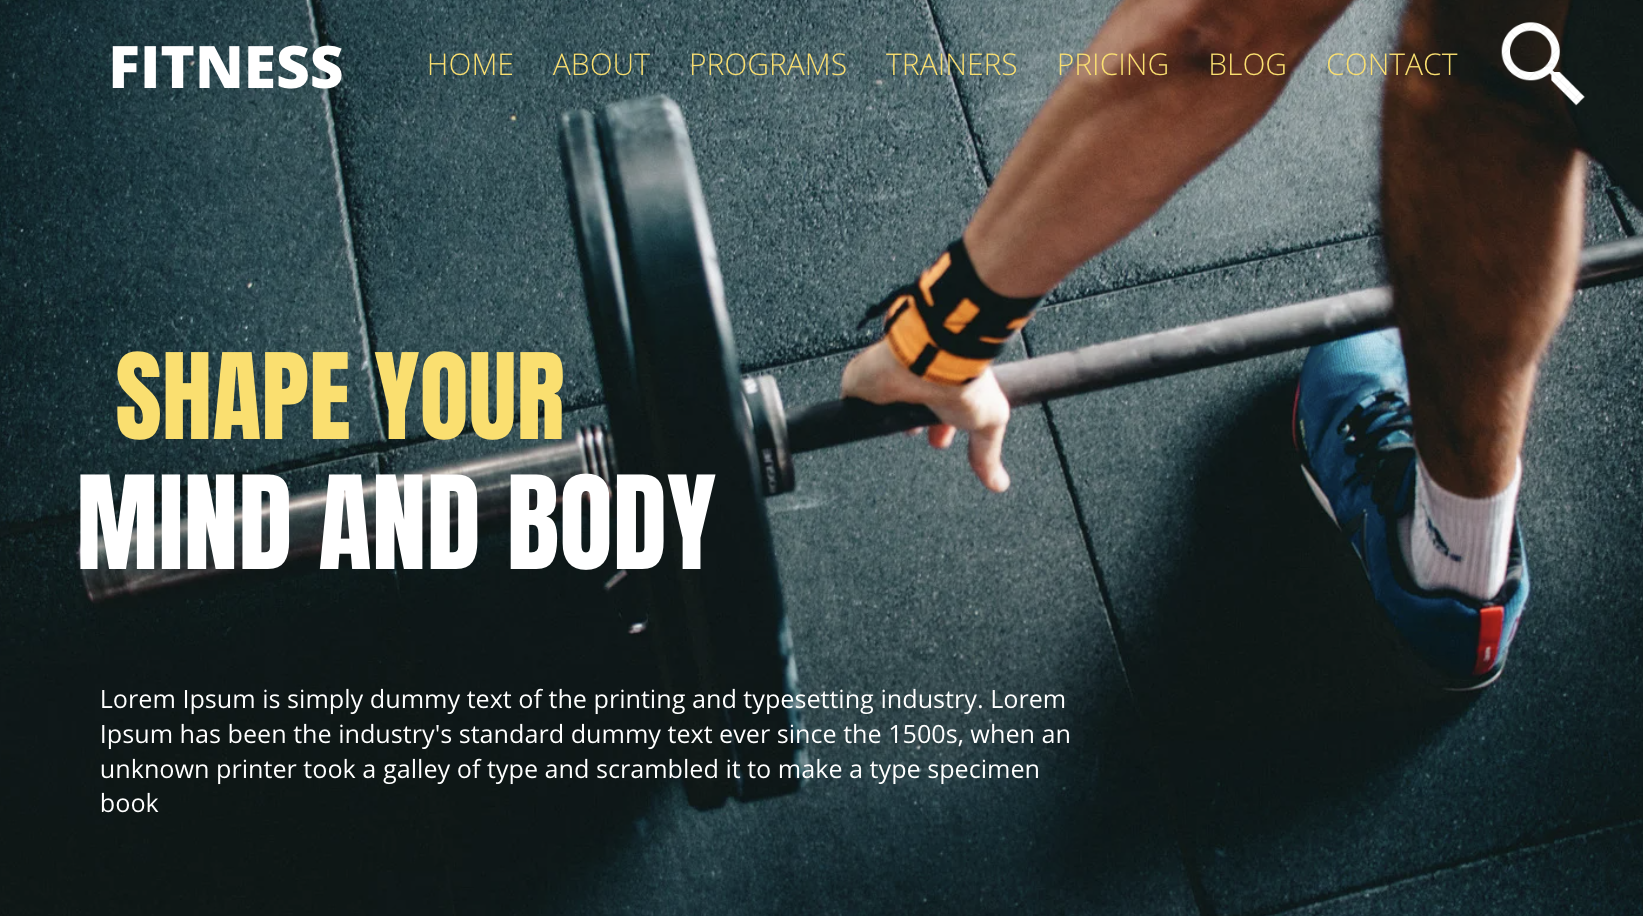 FITNESS HOME ABOUT PROGRAMS TRAINERS PRICING BLOG CONTACT
SHAPE YOUR
MIND AND BODY
Lorem Ipsum is simply dummy text of the printing and typesetting industry. Lorem
Ipsum has been the industry's standard dummy text ever since the 1500s, when an
unknown printer took a galley of type and scrambled it to make a type specimen
book